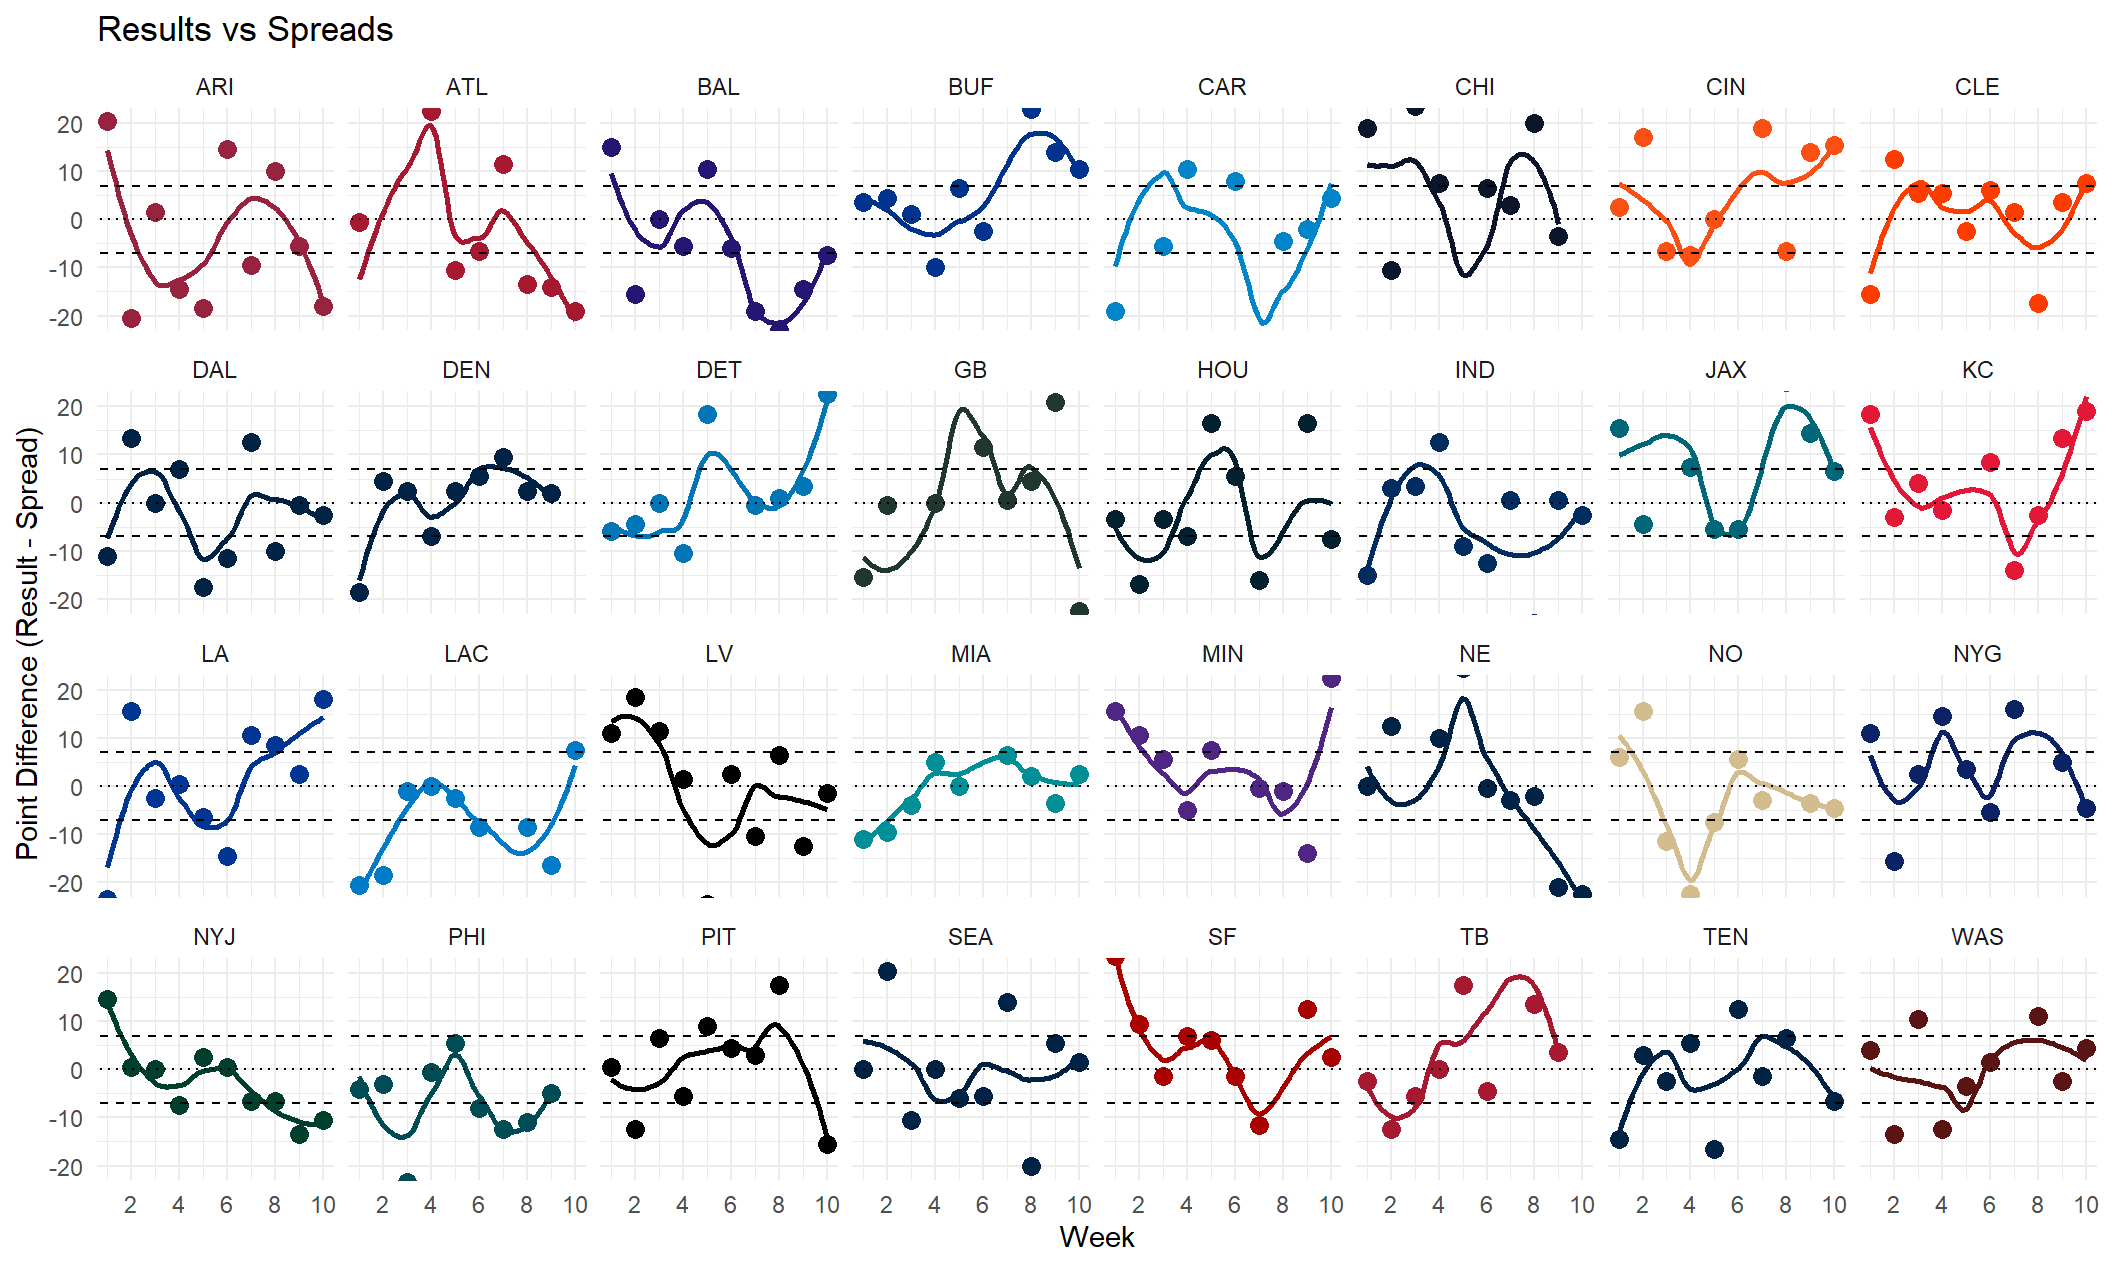 Results vs Spreads
ARI ATL BAL BUF CAR CHI CIN CLE
20
10
0
-10
-20
DAL DEN DET GB HOU IND JAX KC
20
10
0
-10
-20
LA LAC LV MIA MIN NE NO NYG
20
10
0
-10
-20
NYJ PHI PIT SEA SF TB TEN WAS
20
10
0
-10
-20
2 4 6 8 10 2 4 6 8 10 2 4 6 8 10 2 4 6 8 10 2 4 6 8 10 2 4 6 8 10 2 4 6 8 10 2 4 6 8 10
Week
Point Difference (Result - Spread)